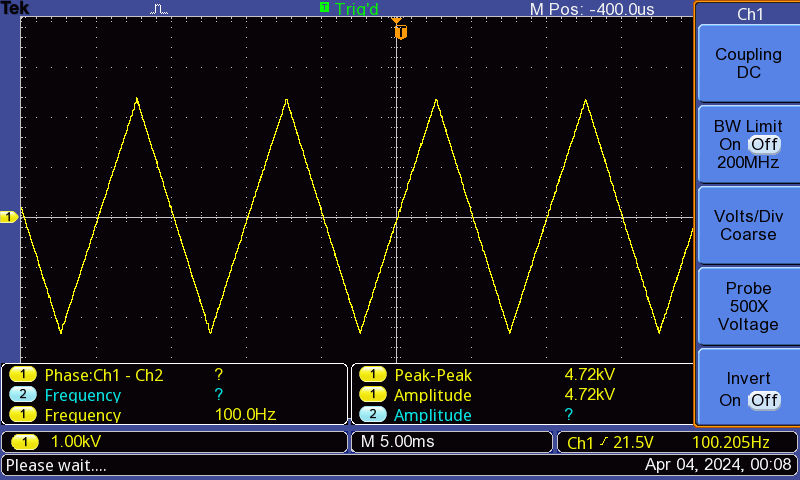 Tek T Trig'd M Pos: -400.0us
Ch1
T
Coupling
DC
BW Limit
On Off
200MHz
1
Volts/Div
Coarse
Probe
500X
Voltage
Invert
On Off
1 Phase:Ch1 - Ch2 ?
2 Frequency ?
1 Frequency 100.0Hz
1 Peak-Peak 4.72kV
1 Amplitude 4.72kV
2 Amplitude ?
1 1.00kV M 5.00ms Ch1 21.5V 100.205Hz
Please wait.... Apr 04, 2024, 00:08